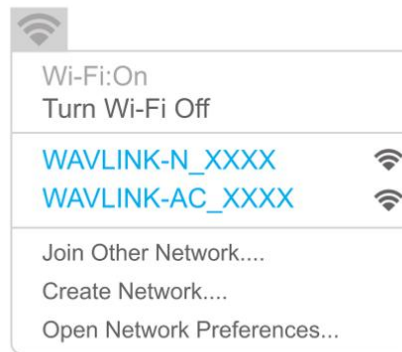 Wi-Fi:On
Turn Wi-Fi Off
WAVLINK-N_XXXX
WAVLINK-AC_XXXX
Join Other Network....
Create Network....
Open Network Preferences...